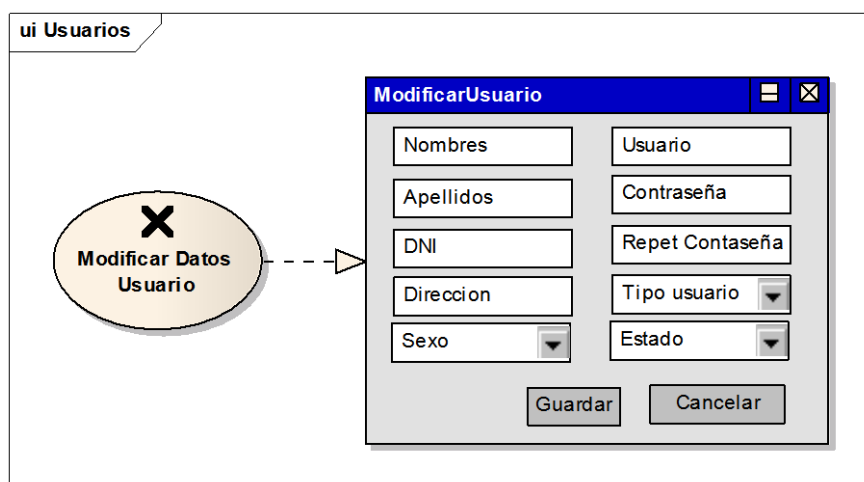 ui Usuarios
ModificarUsuario
Nombres
Usuario
Apellidos
Contraseña
Modificar Datos
Usuario
DNI
Repet Contaseña
Direccion
Tipo usuario
Sexo
Estado
Guardar
Cancelar